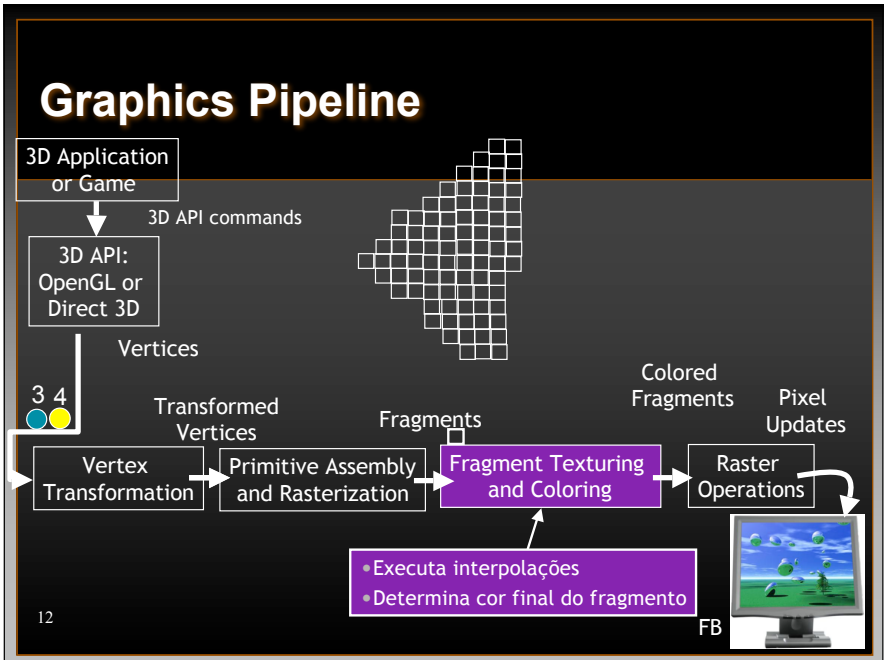 Graphics Pipeline
3D Application
or Game
3D API commands
3D API:
OpenGL or
Direct 3D
Vertices
3 4
Transformed
Vertices
Fragments
Colored
Fragments
Pixel
Updates
Vertex
Transformation
Primitive Assembly
and Rasterization
Fragment Texturing
and Coloring
Raster
Operations
•Executa interpolações
•Determina cor final do fragmento
12
FB